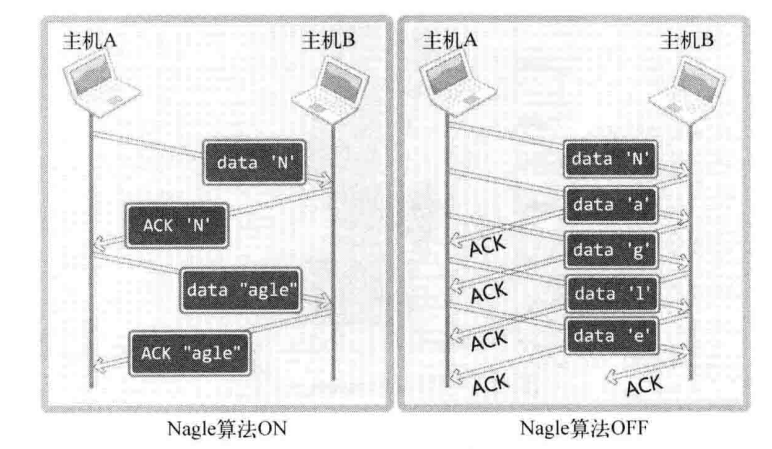 主机A
主机B
data 'N'
ACK 'N'
data "agle"
ACK "agle"
Nagle算法ON
主机A
主机B
data 'N'
data 'a'
ACK
data 'g'
ACK
data 'l'
ACK
data 'e'
ACK
ACK
Nagle算法OFF